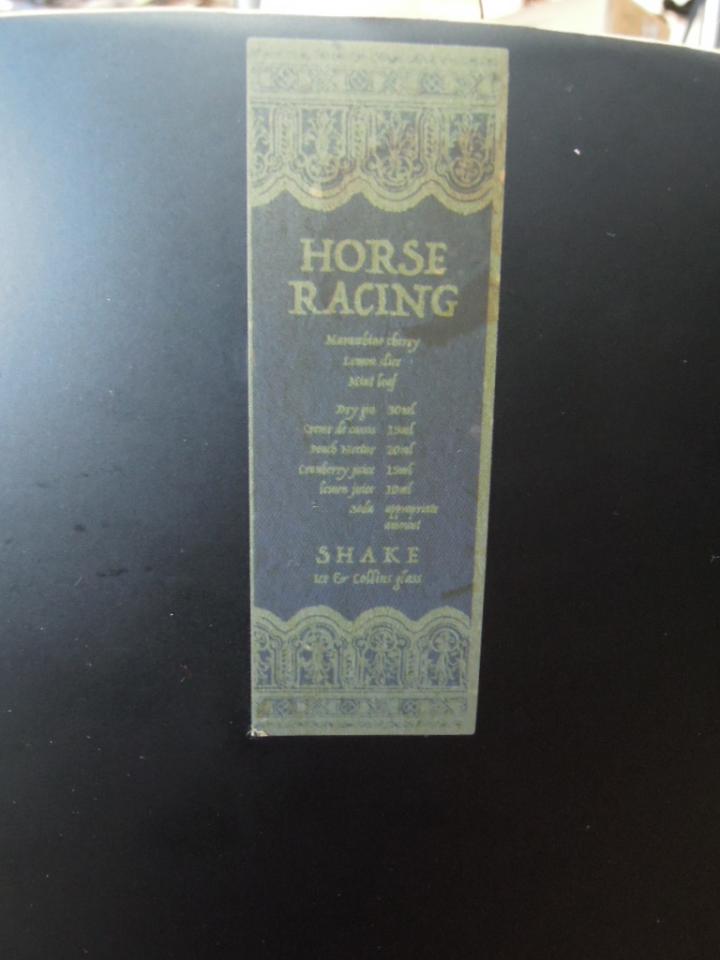 HORSE
RACING
Maraschino cherry
Lemon slice
Mint leaf
Dry gin 30ml
Creme de cassis 15ml
Peach Nectar 20ml
Cranberry juice 15ml
lemon juice 10ml
Soda appropriate
amount
SHAKE
ice & Collins glass